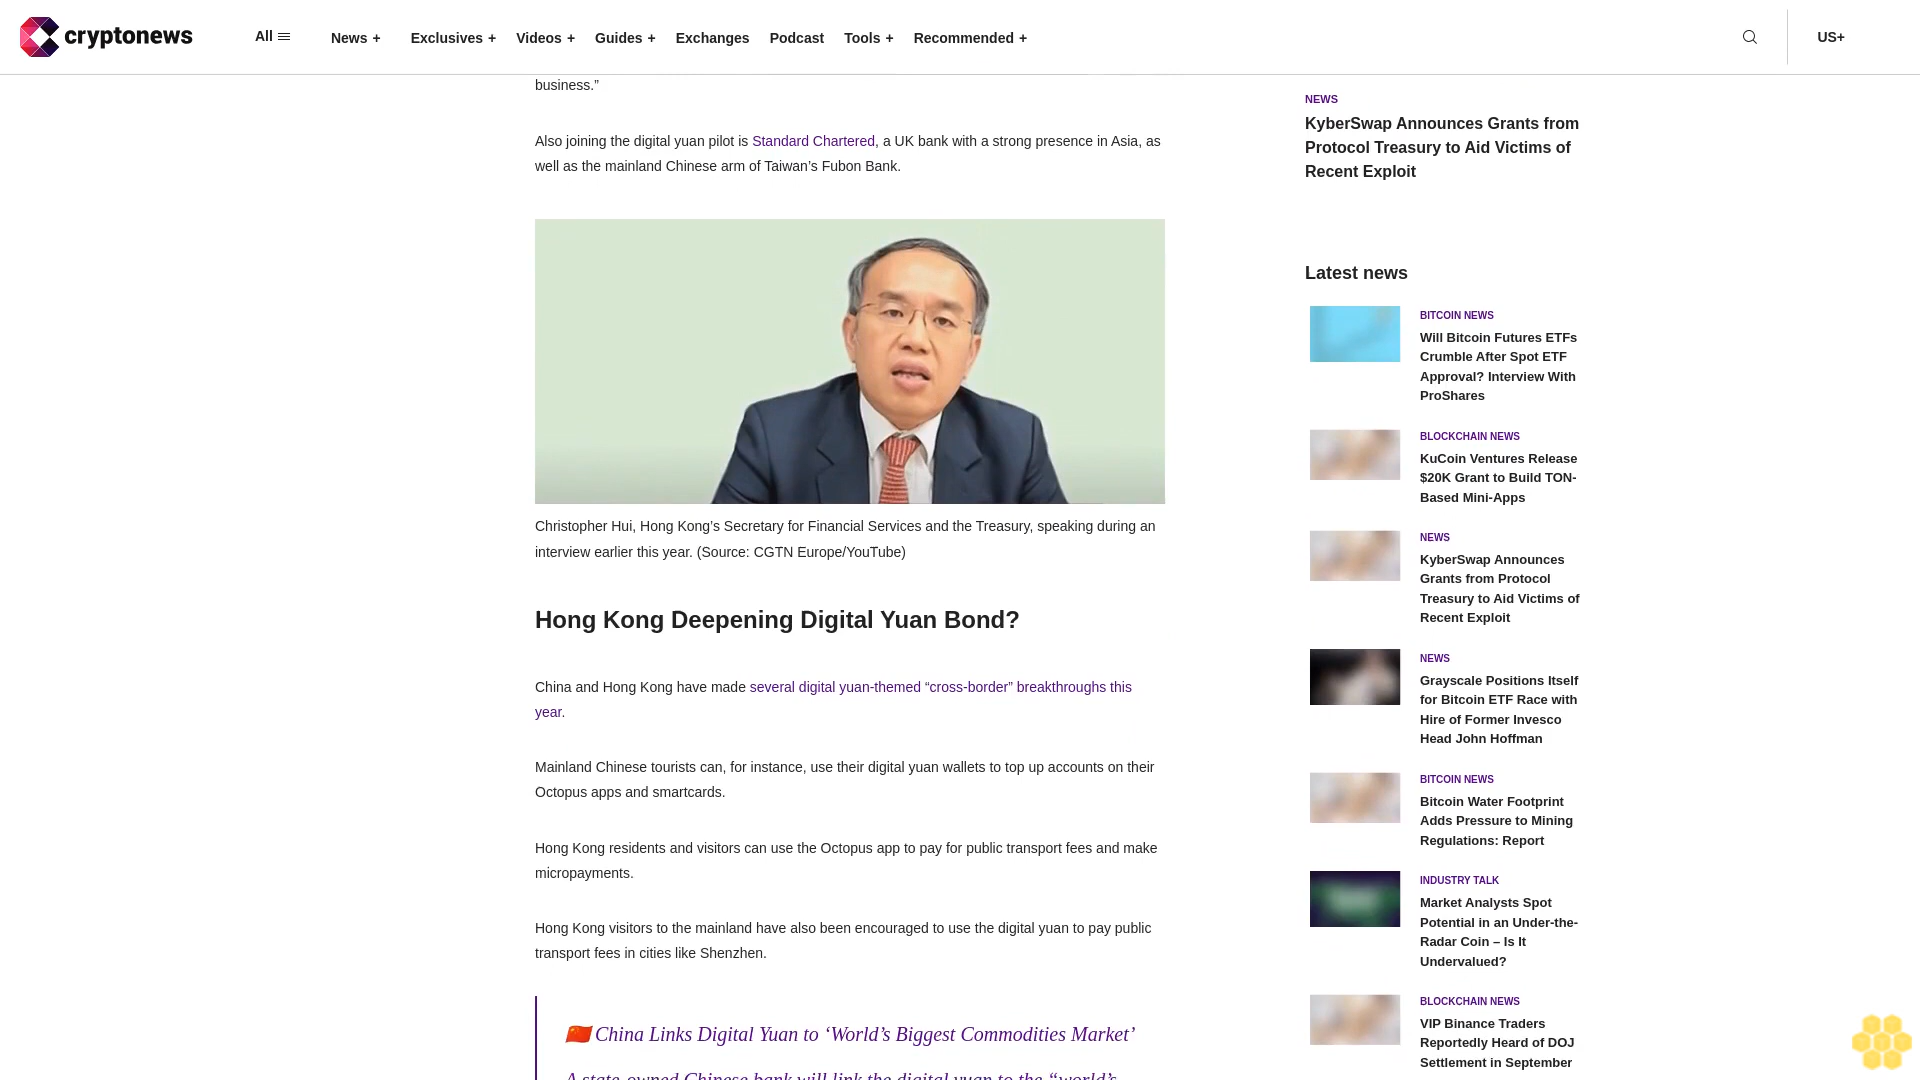 cryptonews
All
News +
Exclusives +
Videos +
Guides +
Exchanges
Podcast
Tools +
Recommended +
US+
business.”
Also joining the digital yuan pilot is Standard Chartered, a UK bank with a strong presence in Asia, as
well as the mainland Chinese arm of Taiwan’s Fubon Bank.
Christopher Hui, Hong Kong’s Secretary for Financial Services and the Treasury, speaking during an
interview earlier this year. (Source: CGTN Europe/YouTube)
Hong Kong Deepening Digital Yuan Bond?
China and Hong Kong have made several digital yuan-themed “cross-border” breakthroughs this
year.
Mainland Chinese tourists can, for instance, use their digital yuan wallets to top up accounts on their
Octopus apps and smartcards.
Hong Kong residents and visitors can use the Octopus app to pay for public transport fees and make
micropayments.
Hong Kong visitors to the mainland have also been encouraged to use the digital yuan to pay public
transport fees in cities like Shenzhen.
🇨🇳 China Links Digital Yuan to ‘World’s Biggest Commodities Market’
A state-owned Chinese bank will link the digital yuan to the “world’s
NEWS
KyberSwap Announces Grants from
Protocol Treasury to Aid Victims of
Recent Exploit
Latest news
BITCOIN NEWS
Will Bitcoin Futures ETFs
Crumble After Spot ETF
Approval? Interview With
ProShares
BLOCKCHAIN NEWS
KuCoin Ventures Release
$20K Grant to Build TON-
Based Mini-Apps
NEWS
KyberSwap Announces
Grants from Protocol
Treasury to Aid Victims of
Recent Exploit
NEWS
Grayscale Positions Itself
for Bitcoin ETF Race with
Hire of Former Invesco
Head John Hoffman
BITCOIN NEWS
Bitcoin Water Footprint
Adds Pressure to Mining
Regulations: Report
INDUSTRY TALK
Market Analysts Spot
Potential in an Under-the-
Radar Coin – Is It
Undervalued?
BLOCKCHAIN NEWS
VIP Binance Traders
Reportedly Heard of DOJ
Settlement in September